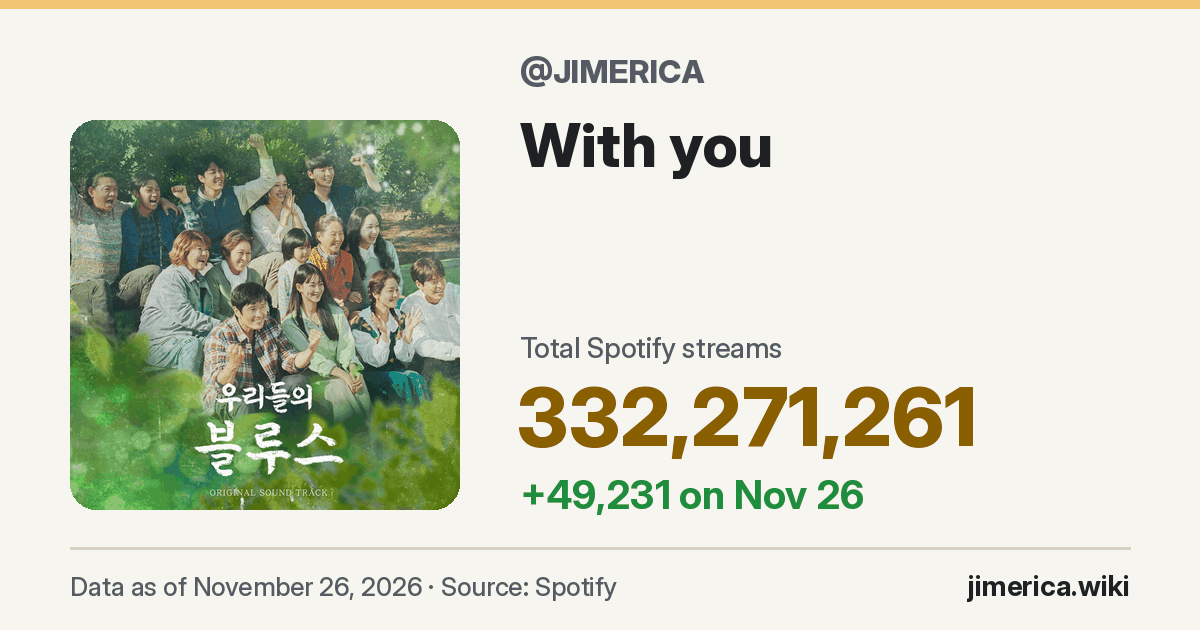 @JIMERICA
With you
우리들의
블루스
ORIGINAL SOUND TRACK
Total Spotify streams
332,271,261
+49,231 on Nov 26
Data as of November 26, 2026 · Source: Spotify
jimerica.wiki